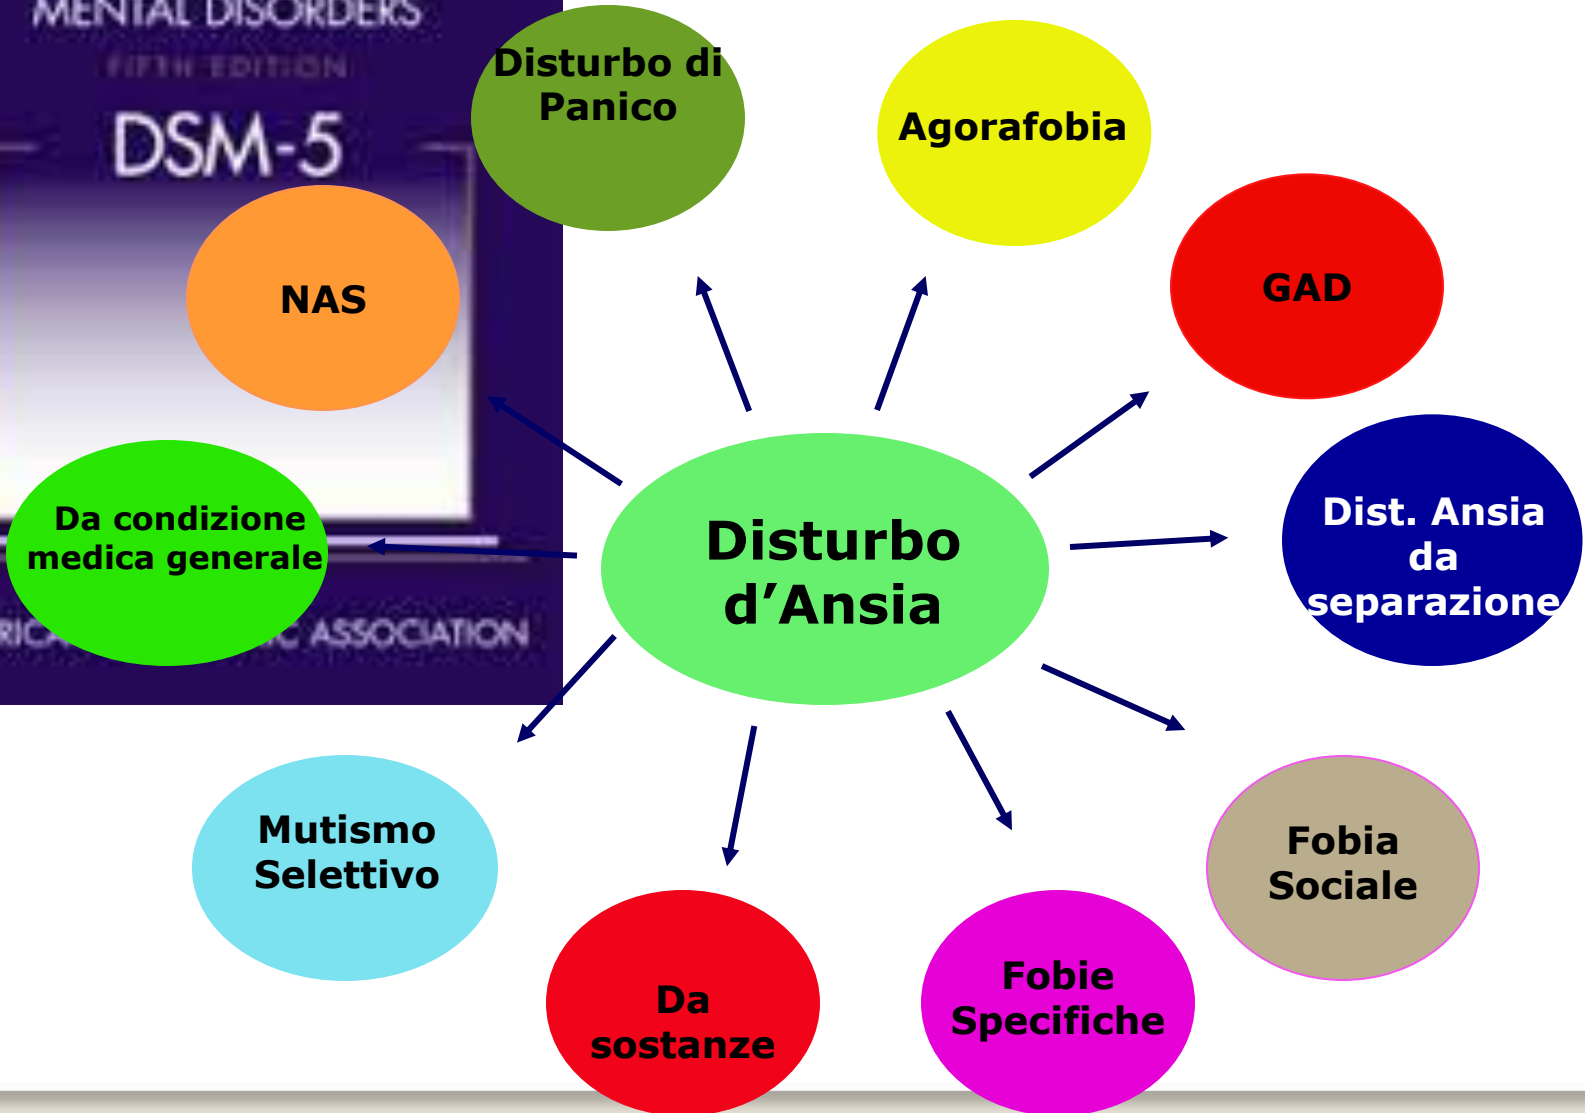 MENTAL DISORDERS
FIFTH EDITION
DSM-5
Disturbo di
Panico
Agorafobia
NAS
GAD
Da condizione
medica generale
Disturbo
d’Ansia
Dist. Ansia
da
separazione
ASSOCIATION
Mutismo
Selettivo
Fobia
Sociale
Da
sostanze
Fobie
Specifiche